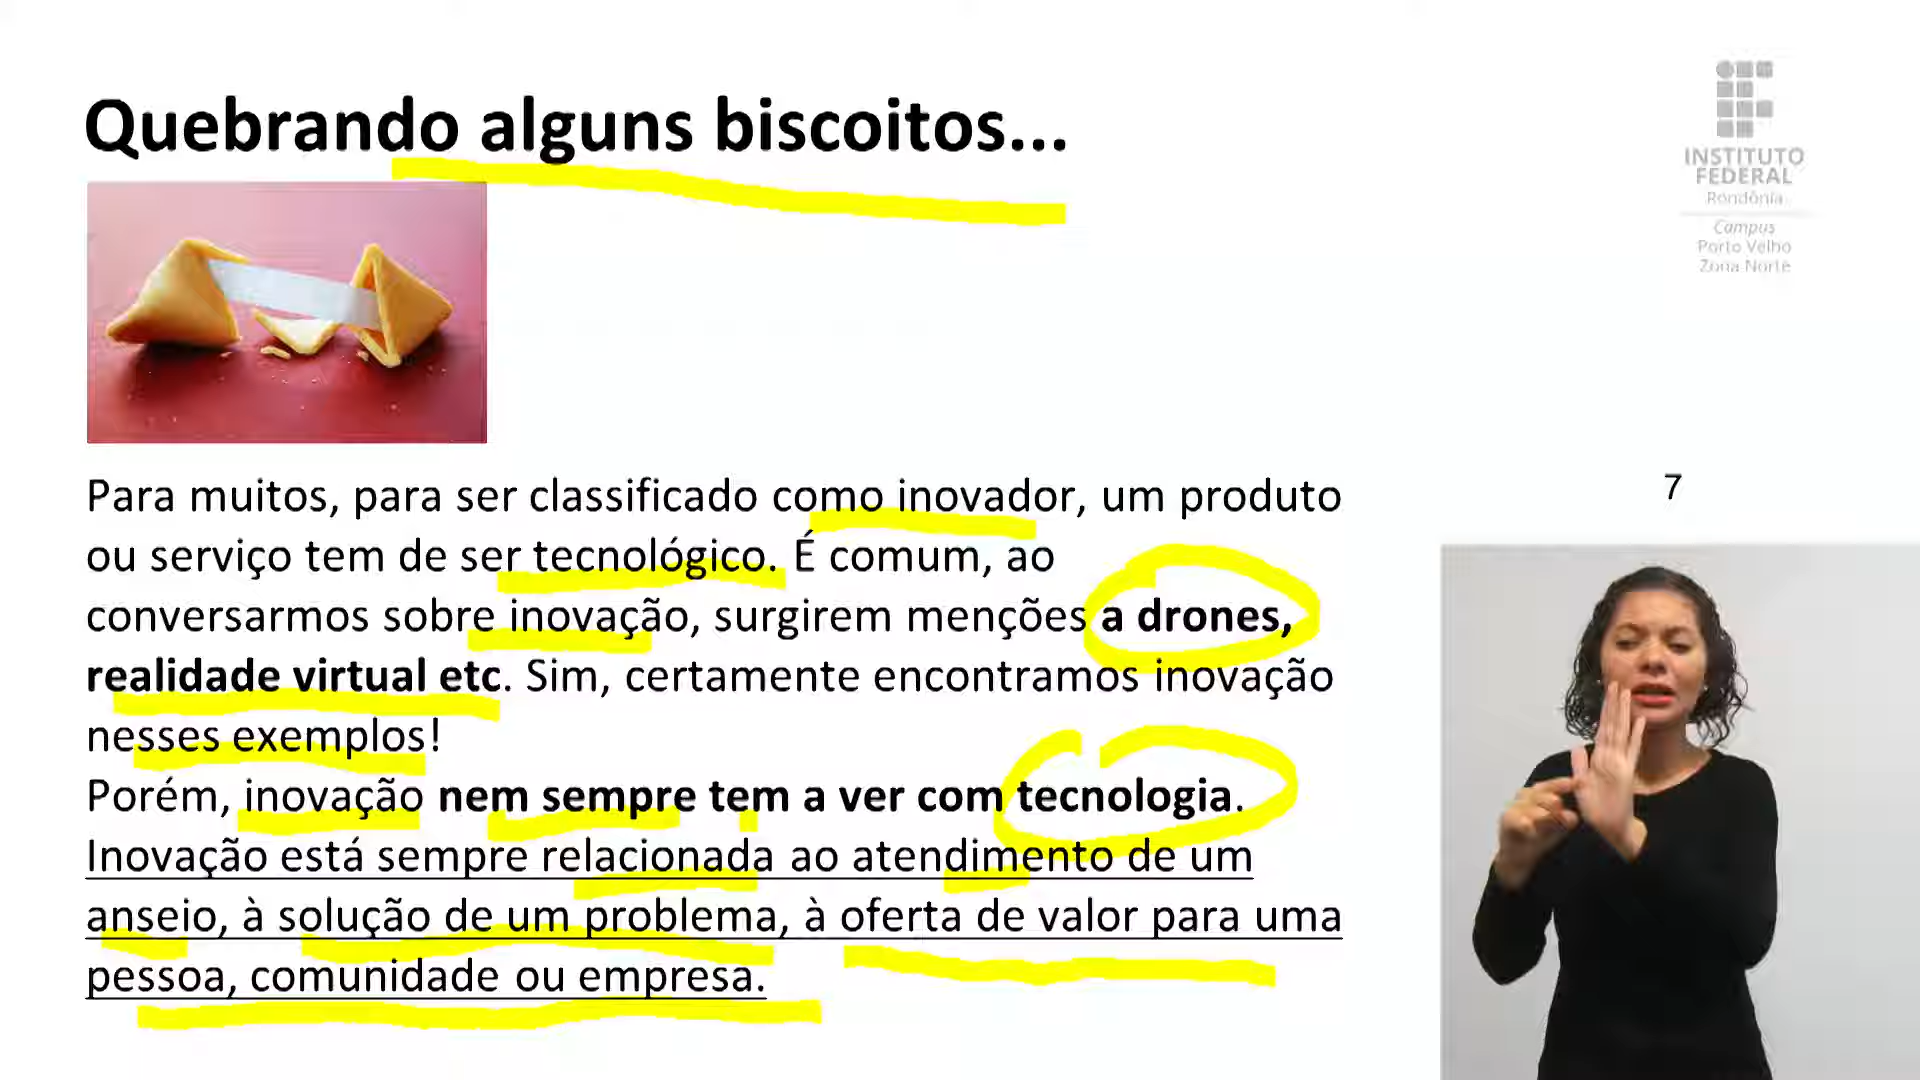 Quebrando alguns biscoitos...
INSTITUTO
FEDERAL
Rondônia
Campus
Porto Velho
Zona Norte
Para muitos, para ser classificado como inovador, um produto
ou serviço tem de ser tecnológico. É comum, ao
conversarmos sobre inovação, surgirem menções a drones,
realidade virtual etc. Sim, certamente encontramos inovação
nesses exemplos!
Porém, inovação nem sempre tem a ver com tecnologia.
Inovação está sempre relacionada ao atendimento de um
anseio, à solução de um problema, à oferta de valor para uma
pessoa, comunidade ou empresa.
7